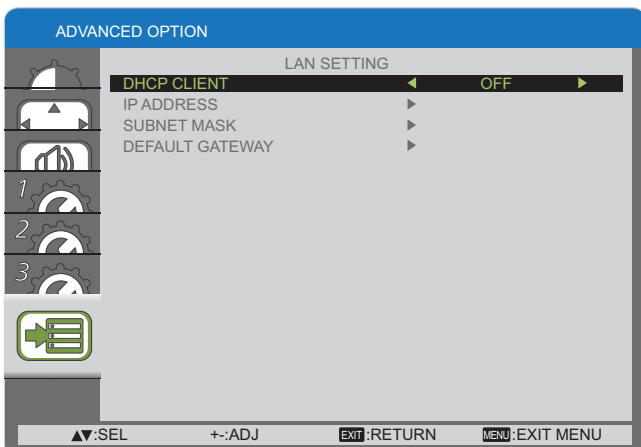 ADVANCED OPTION
LAN SETTING
DHCP CLIENT ◀ OFF ▶
IP ADDRESS ▶
SUBNET MASK ▶
DEFAULT GATEWAY ▶
1
2
3
▲▼:SEL +-:ADJ EXIT:RETURN MENU:EXIT MENU